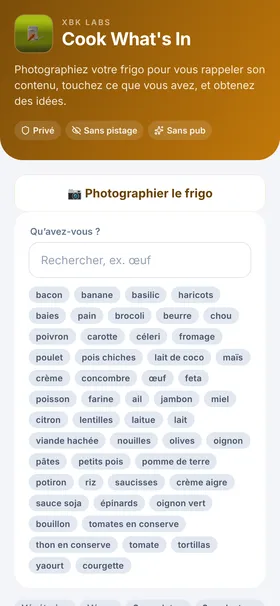 XBK LABS
Cook What's In
Photographiez votre frigo pour vous rappeler son
contenu, touchez ce que vous avez, et obtenez
des idées.
Privé Sans pistage Sans pub
Photographier le frigo
Qu'avez-vous ?
Rechercher, ex. œuf
bacon banane basilic haricots
baies pain brocoli beurre chou
poivron carotte céleri fromage
poulet pois chiches lait de coco maïs
crème concombre œuf feta
poisson farine ail jambon miel
citron lentilles laitue lait
viande hachée nouilles olives oignon
pâtes petits pois pomme de terre
potiron riz saucisses crème aigre
sauce soja épinards oignon vert
bouillon tomates en conserve
thon en conserve tomate tortillas
yaourt courgette